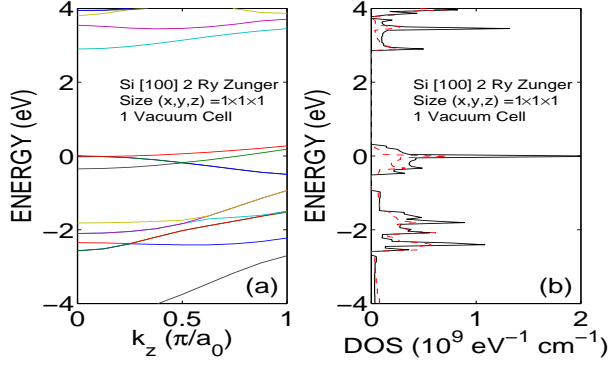 4
2
0
−2
−4
ENERGY (eV)
Si [100] 2 Ry Zunger
Size (x,y,z) =1×1×1
1 Vacuum Cell
(a)
0 0.5 1
k_z (π/a_0)
4
2
0
−2
−4
ENERGY (eV)
Si [100] 2 Ry Zunger
Size (x,y,z) =1×1×1
1 Vacuum Cell
(b)
0 1 2
DOS (10^9 eV^−1 cm^−1)